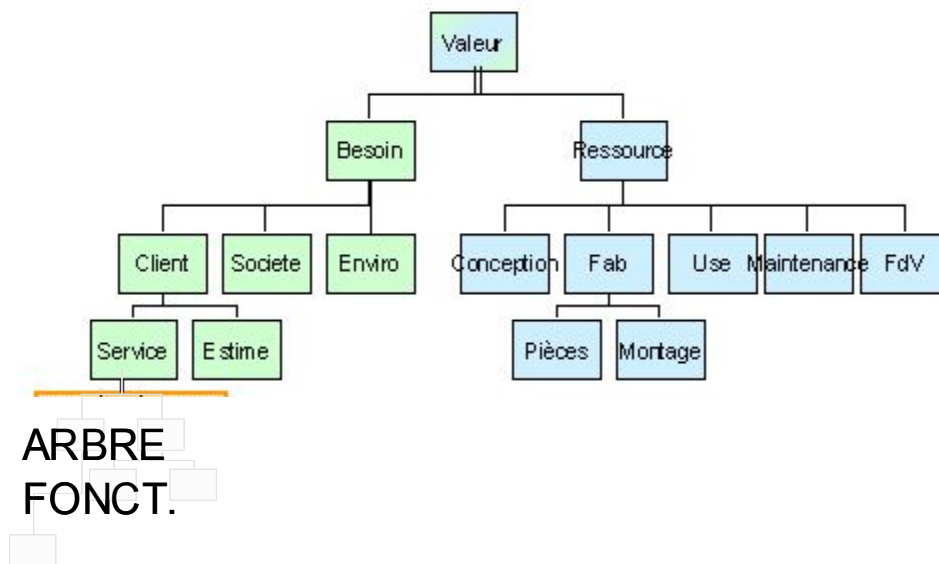 Valeur
Besoin
Ressource
Client
Societe
Enviro
Conception
Fab
Use
Maintenance
FdV
Service
Estime
Pièces
Montage
ARBRE
FONCT.